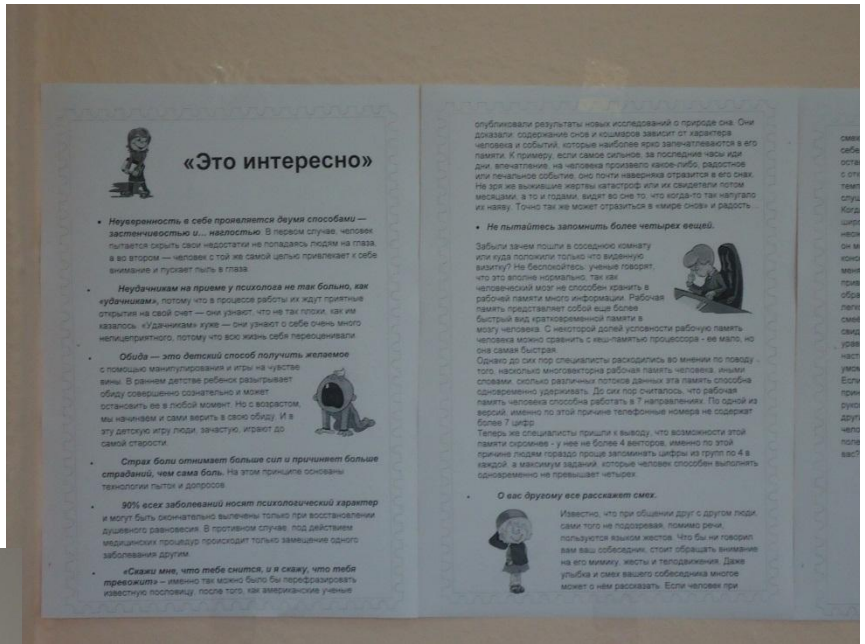 «Это интересно»
Неуверенность в себе проявляется двумя способами —
застенчивостью и... наглостью. В первом случае, человек
пытается скрыть свои недостатки не попадаясь людям на глаза,
а во втором — человек с той же самой целью привлекает к себе
внимание и пускает пыль в глаза.
Неудачникам на приеме у психолога не так больно, как
«удачникам», потому что в процессе работы их ждут приятные
открытия на свой счет — они узнают, что не так плохи, как им
казалось. «Удачникам» хуже — они узнают о себе очень много
нелицеприятного, потому что всю жизнь себя переоценивали.
Обида — это детский способ получить желаемое
с помощью манипулирования и игры на чувстве
вины. В раннем детстве ребенок разыгрывает
обиду совершенно сознательно и может
остановить ее в любой момент. Но с возрастом,
мы начинаем и сами верить в свою обиду. И в
эту детскую игру люди, зачастую, играют до
самой старости.
Страх боли отнимает больше сил и причиняет больше
страданий, чем сама боль. На этом принципе основаны
технологии пыток и допросов.
90% всех заболеваний носят психологический характер
и могут быть окончательно вылечены только при восстановлении
душевного равновесия. В противном случае, под действием
медицинских процедур происходит только замещение одного
заболевания другим.
«Скажи мне, что тебе снится, и я скажу, что тебя
тревожит» – именно так можно было бы перефразировать
известную пословицу, после того, как американские ученые
опубликовали результаты новых исследований о природе сна. Они
доказали: содержание снов и кошмаров зависит от характера
человека и событий, которые наиболее ярко запечатлеваются в его
памяти. К примеру, если самое сильное, за последние часы иди
дни, впечатление, на человека произвело какое-либо, радостное
или печальное событие, оно почти наверняка отразится в его снах.
Не зря же выжившие жертвы катастроф или их свидетели потом
месяцами, а то и годами, видят во сне то, что когда-то так напугало
их наяву. Точно так же может отразиться в «мире снов» и радость...
Не пытайтесь запомнить более четырех вещей.
Забыли зачем пошли в соседнюю комнату
или куда положили только что виденную
визитку? Не беспокойтесь: ученые говорят,
что это вполне нормально, так как
человеческий мозг не способен хранить в
рабочей памяти много информации. Рабочая
память представляет собой еще более
быстрый вид кратковременной памяти в
мозгу человека. С некоторой долей условности рабочую память
человека можно сравнить с кеш-памятью процессора - ее мало, но
она самая быстрая.
Однако до сих пор специалисты расходились во мнении по поводу
того, насколько многовекторна рабочая память человека, иными
словами, сколько различных потоков данных эта память способна
одновременно удерживать. До сих пор считалось, что рабочая
память человека способна работать в 7 направлениях. По одной из
версий, именно по этой причине телефонные номера не содержат
более 7 цифр.
Теперь же специалисты пришли к выводу, что возможности этой
памяти скромнее - у нее не более 4 векторов, именно по этой
причине людям гораздо проще запоминать цифры из групп по 4 в
каждой, а максимум заданий, которые человек способен выполнять
одновременно не превышает четырех.
О вас другому все расскажет смех.
Известно, что при общении друг с другом люди,
сами того не подозревая, помимо речи,
пользуются языком жестов. Что бы ни говорил
вам ваш собеседник, стоит обращать внимание
на его мимику, жесты и телодвижения. Даже
улыбка и смех вашего собеседника многое
может о нем рассказать. Если человек при